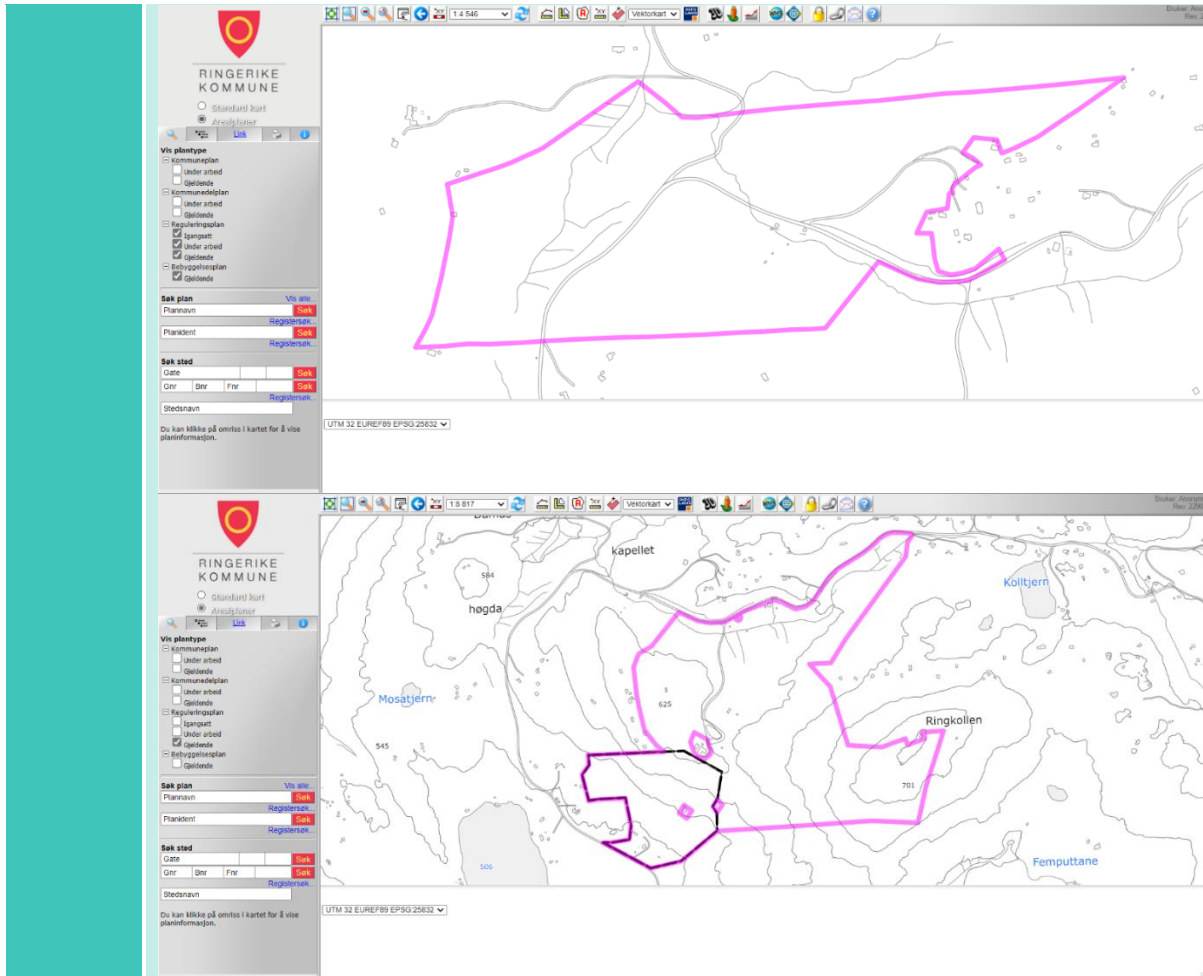 1:4 546
Vektorkart
Bruker: Ano
RINGERIKE
KOMMUNE
Standard kart
Arealplaner
Link
Vis plantype
Kommuneplan
Under arbeid
Gjeldende
Kommunedelplan
Under arbeid
Gjeldende
Reguleringsplan
Igangsatt
Under arbeid
Gjeldende
Bebyggelsesplan
Gjeldende
Søk plan Vis alle...
Plannavn Søk
Registersøk...
Planident Søk
Registersøk...
Søk sted
Gate Søk
Gnr Bnr Fnr Søk
Registersøk...
Stedsnavn
Du kan klikke på omriss i kartet for å vise
planinformasjon.
UTM 32 EUREF89 EPSG:25832
1:8 817
Vektorkart
RINGERIKE
KOMMUNE
Standard kart
Arealplaner
Link
Vis plantype
Kommuneplan
Under arbeid
Gjeldende
Kommunedelplan
Under arbeid
Gjeldende
Reguleringsplan
Igangsatt
Under arbeid
Gjeldende
Bebyggelsesplan
Gjeldende
Søk plan Vis alle...
Plannavn Søk
Registersøk...
Planident Søk
Registersøk...
Søk sted
Gate Søk
Gnr Bnr Fnr Søk
Registersøk...
Stedsnavn
Du kan klikke på omriss i kartet for å vise
planinformasjon.
kapellet
584
høgda
Kolltjern
Mosatjern
625
Ringkollen
545
701
506
Femputtane
UTM 32 EUREF89 EPSG:25832